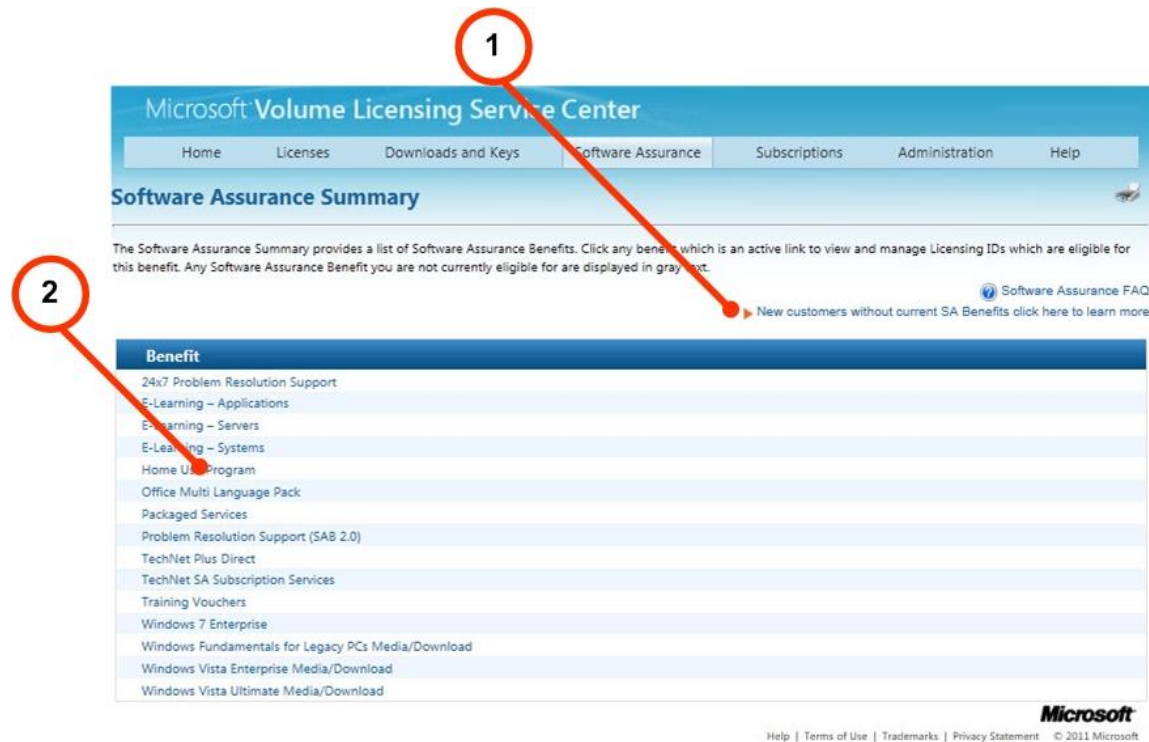 1
Microsoft Volume Licensing Service Center
Home Licenses Downloads and Keys Software Assurance Subscriptions Administration Help
Software Assurance Summary
The Software Assurance Summary provides a list of Software Assurance Benefits. Click any benefit which is an active link to view and manage Licensing IDs which are eligible for
this benefit. Any Software Assurance Benefit you are not currently eligible for are displayed in gray text.
2
Software Assurance FAQ
New customers without current SA Benefits click here to learn more
Benefit
24x7 Problem Resolution Support
E-Learning – Applications
E-Learning – Servers
E-Learning – Systems
Home Use Program
Office Multi Language Pack
Packaged Services
Problem Resolution Support (SAB 2.0)
TechNet Plus Direct
TechNet SA Subscription Services
Training Vouchers
Windows 7 Enterprise
Windows Fundamentals for Legacy PCs Media/Download
Windows Vista Enterprise Media/Download
Windows Vista Ultimate Media/Download
Microsoft
Help | Terms of Use | Trademarks | Privacy Statement © 2011 Microsoft